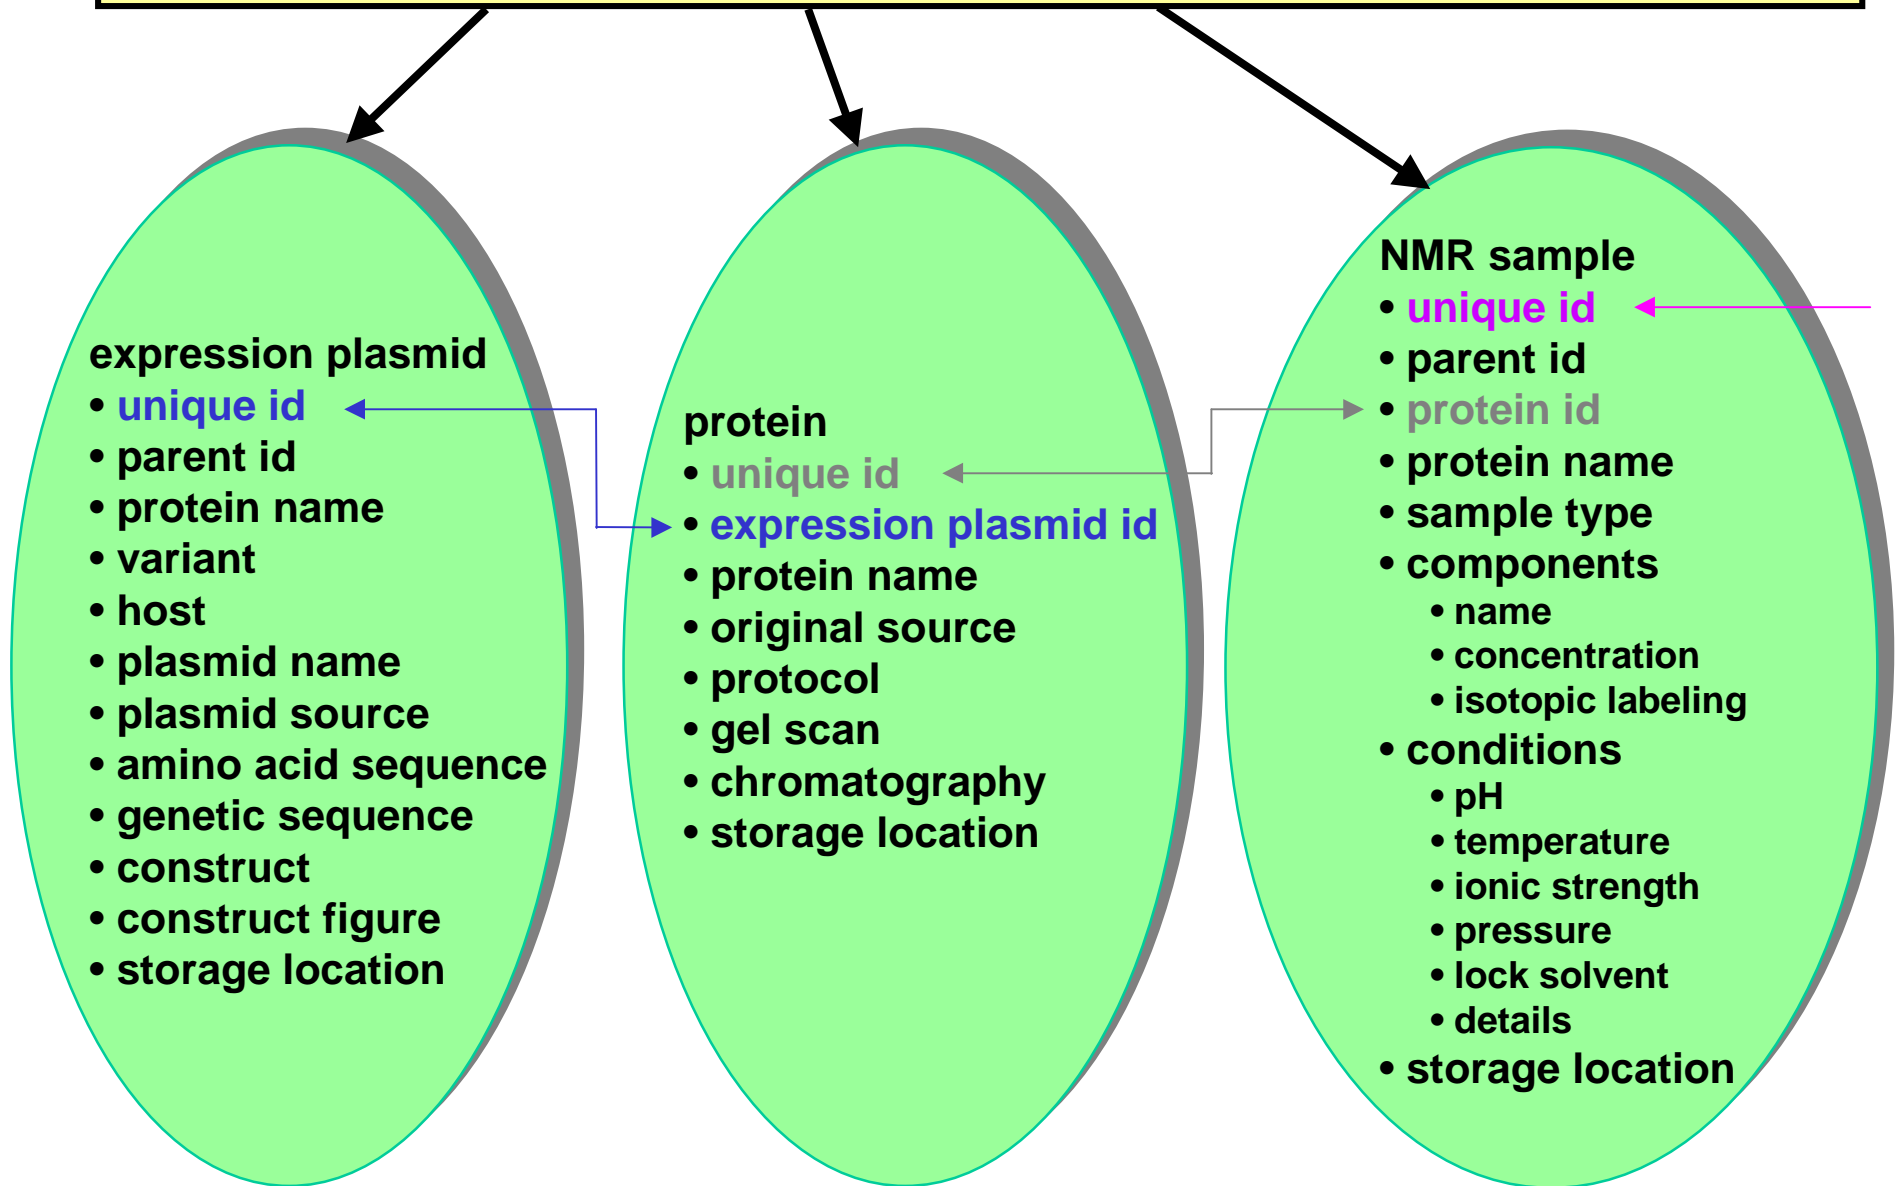 expression plasmid
• unique id
• parent id
• protein name
• variant
• host
• plasmid name
• plasmid source
• amino acid sequence
• genetic sequence
• construct
• construct figure
• storage location
protein
• unique id
• expression plasmid id
• protein name
• original source
• protocol
• gel scan
• chromatography
• storage location
NMR sample
• unique id
• parent id
• protein id
• protein name
• sample type
• components
• name
• concentration
• isotopic labeling
• conditions
• pH
• temperature
• ionic strength
• pressure
• lock solvent
• details
• storage location